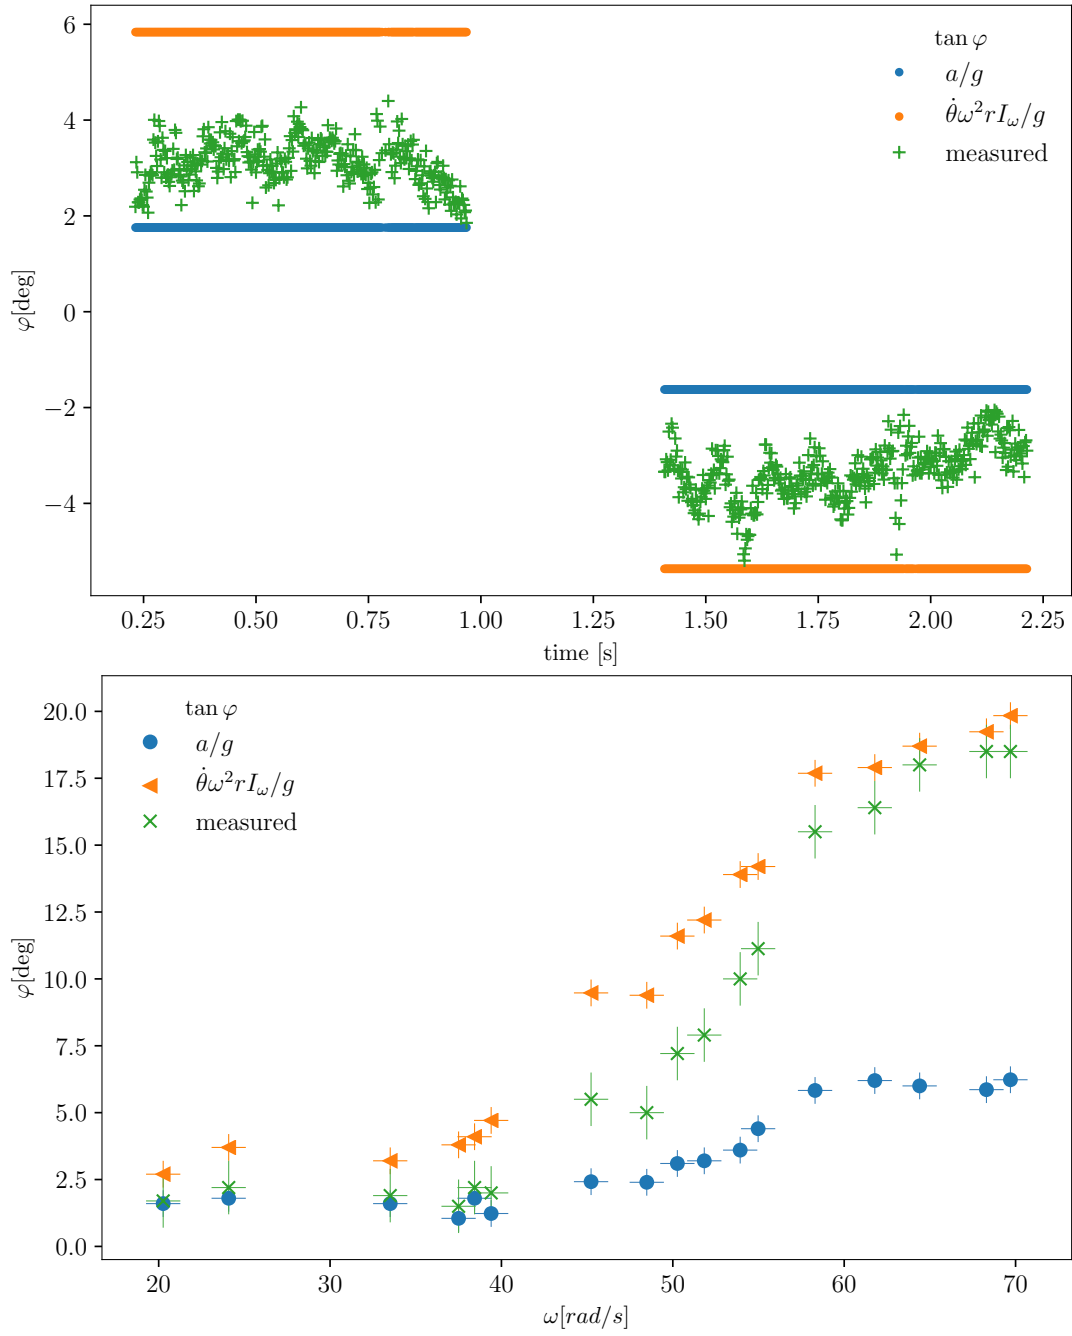 6
4
2
0
−2
−4
φ[deg]
tan φ
a/g
θ̇ω²rI_ω/g
measured
0.25 0.50 0.75 1.00 1.25 1.50 1.75 2.00 2.25
time [s]
20.0
17.5
15.0
12.5
10.0
7.5
5.0
2.5
0.0
φ[deg]
tan φ
a/g
θ̇ω²rI_ω/g
measured
20 30 40 50 60 70
ω[rad/s]